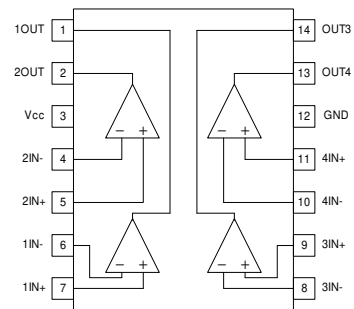 1OUT 1
2OUT 2
Vcc 3
2IN- 4
2IN+ 5
1IN- 6
1IN+ 7
14 OUT3
13 OUT4
12 GND
11 4IN+
10 4IN-
9 3IN+
8 3IN-
− +
− +
− +
− +